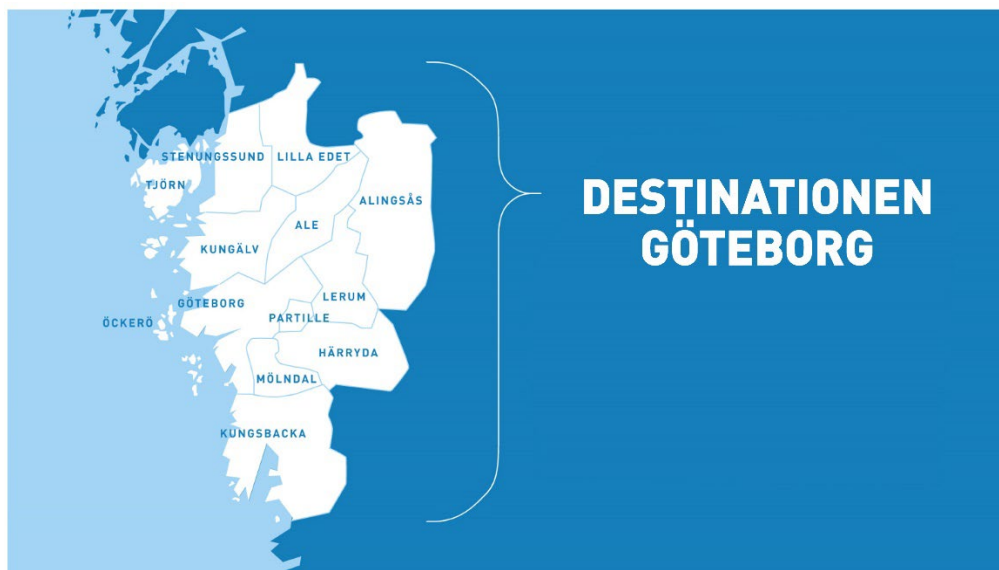 STENUNGSSUND
LILLA EDET
TJÖRN
ALINGSÅS
ALE
KUNGÄLV
GÖTEBORG
LERUM
ÖCKERÖ
PARTILLE
HÄRRYDA
MÖLNDAL
KUNGSBACKA
DESTINATIONEN
GÖTEBORG